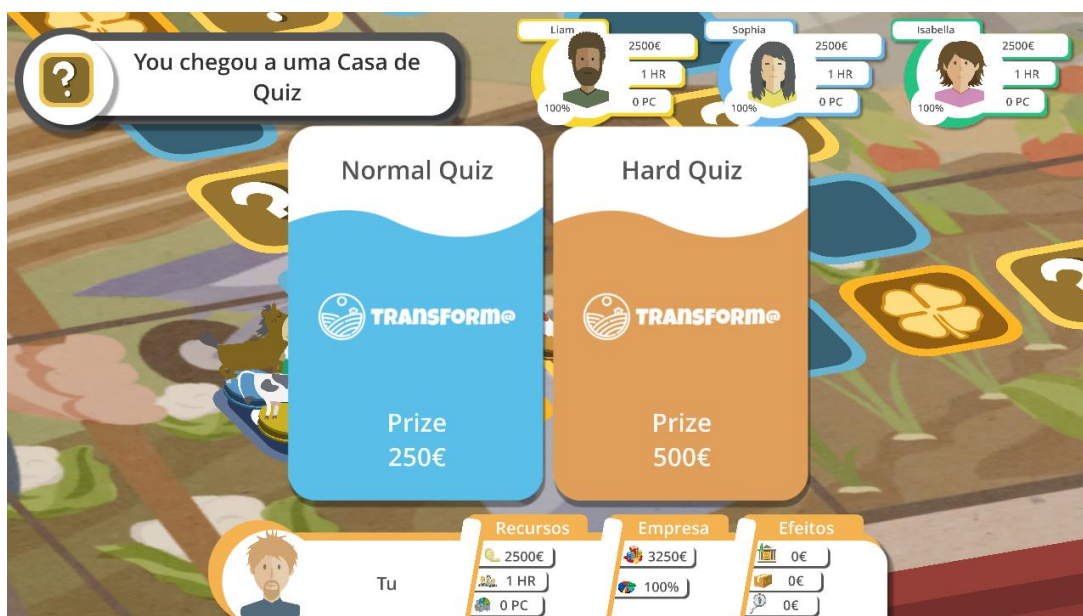 You chegou a uma Casa de
Quiz
Liam
2500€
1 HR
0 PC
100%
Sophia
2500€
1 HR
0 PC
100%
Isabella
2500€
1 HR
0 PC
100%
Normal Quiz
TRANSFORM@
Prize
250€
Hard Quiz
TRANSFORM@
Prize
500€
Tu
Recursos
2500€
1 HR
0 PC
Empresa
3250€
100%
Efeitos
0€
0€
0€